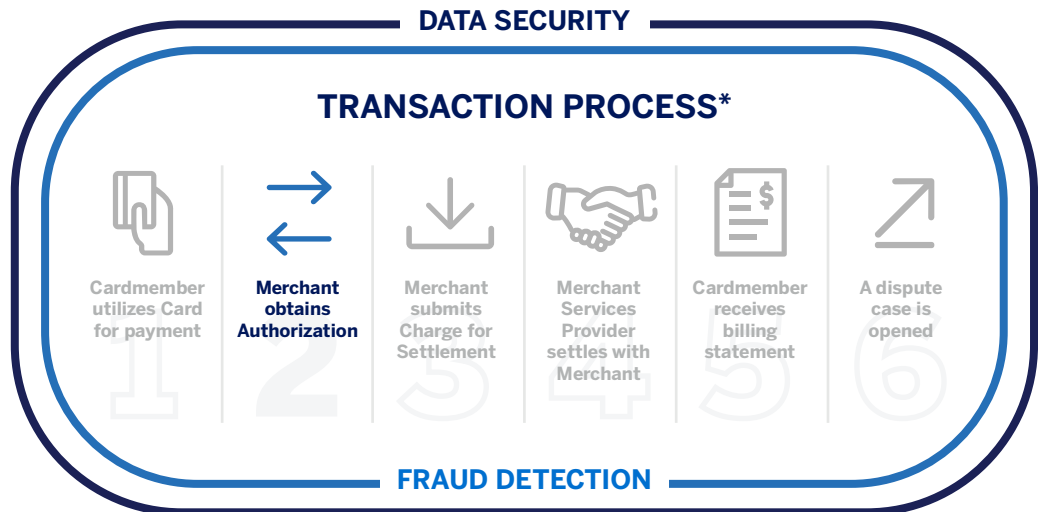 DATA SECURITY
TRANSACTION PROCESS*
Cardmember
utilizes Card
for payment
1
Merchant
obtains
Authorization
2
Merchant
submits
Charge for
Settlement
3
Merchant
Services
Provider
settles with
Merchant
4
$
Cardmember
receives
billing
statement
5
A dispute
case is
opened
6
FRAUD DETECTION